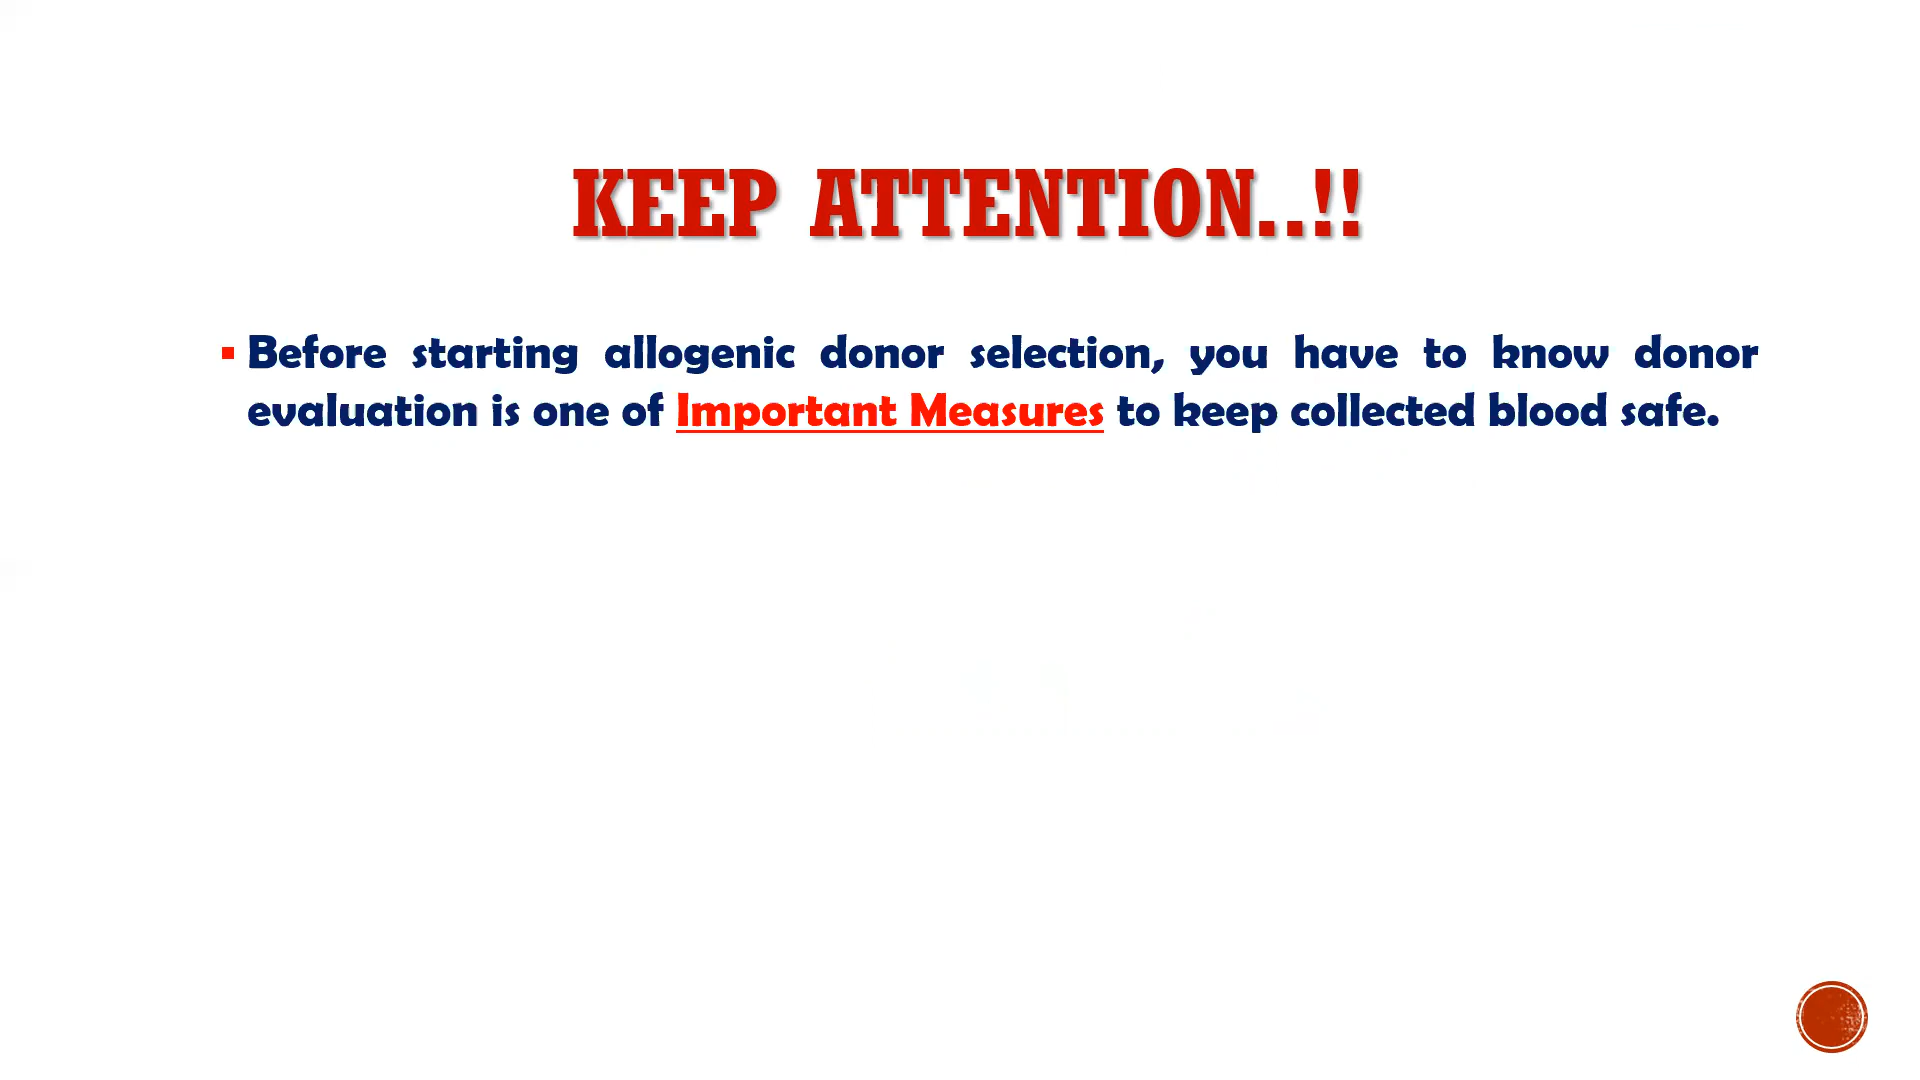 KEEP ATTENTION..!!
▪ Before starting allogenic donor selection, you have to know donor
evaluation is one of Important Measures to keep collected blood safe.